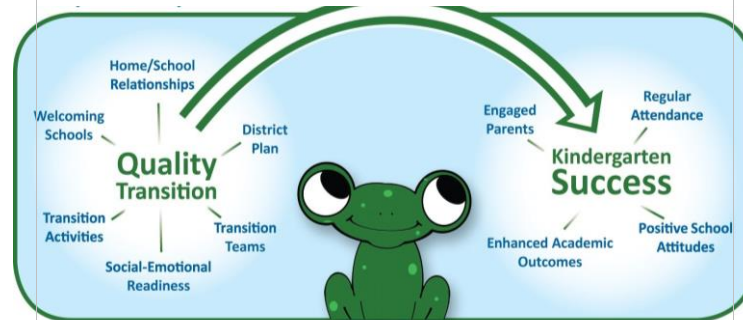 Home/School
Relationships
Welcoming
Schools
District
Plan
Quality
Transition
Transition
Activities
Transition
Teams
Social-Emotional
Readiness
Engaged
Parents
Regular
Attendance
Kindergarten
Success
Enhanced Academic
Outcomes
Positive School
Attitudes